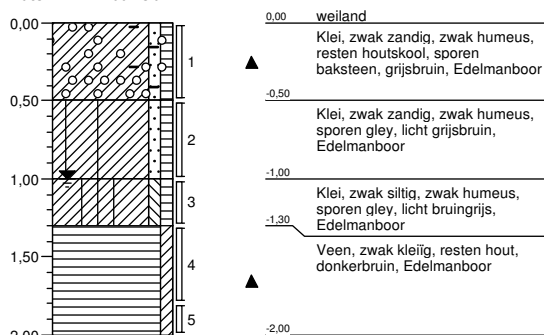 0,00
0,50
1,00
1,50
2,00
1
2
3
4
5
0,00 weiland
Klei, zwak zandig, zwak humeus,
resten houtskool, sporen
baksteen, grijsbruin, Edelmanboor
-0,50
Klei, zwak zandig, zwak humeus,
sporen gley, licht grijsbruin,
Edelmanboor
-1,00
Klei, zwak siltig, zwak humeus,
sporen gley, licht bruingrijs,
Edelmanboor
-1,30
Veen, zwak kleiïg, resten hout,
donkerbruin, Edelmanboor
-2,00